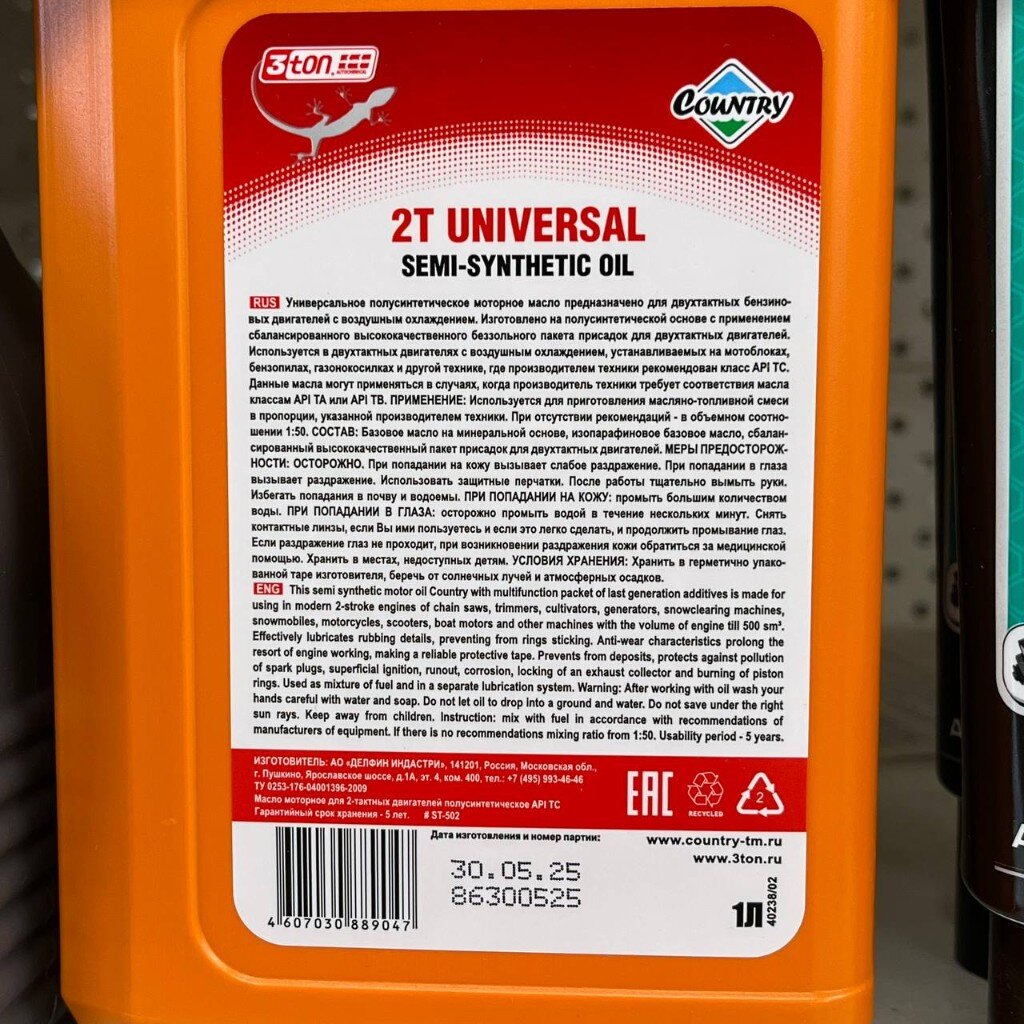 3ton
AUTOCHEMICAL
COUNTRY
2T UNIVERSAL
SEMI-SYNTHETIC OIL
RUS Универсальное полусинтетическое моторное масло предназначено для двухтактных бензино-
вых двигателей с воздушным охлаждением. Изготовлено на полусинтетической основе с применением
сбалансированного высококачественного беззольного пакета присадок для двухтактных двигателей.
Используется в двухтактных двигателях с воздушным охлаждением, устанавливаемых на мотоблоках,
бензопилах, газонокосилках и другой технике, где производителем техники рекомендован класс API TC.
Данные масла могут применяться в случаях, когда производитель техники требует соответствия масла
классам API TA или API TB. ПРИМЕНЕНИЕ: Используется для приготовления масляно-топливной смеси
в пропорции, указанной производителем техники. При отсутствии рекомендаций - в объемном соотно-
шении 1:50. СОСТАВ: Базовое масло на минеральной основе, изопарафиновое базовое масло, сбалан-
сированный высококачественный пакет присадок для двухтактных двигателей. МЕРЫ ПРЕДОСТОРОЖ-
НОСТИ: ОСТОРОЖНО. При попадании на кожу вызывает слабое раздражение. При попадании в глаза
вызывает раздражение. Использовать защитные перчатки. После работы тщательно вымыть руки.
Избегать попадания в почву и водоемы. ПРИ ПОПАДАНИИ НА КОЖУ: промыть большим количеством
воды. ПРИ ПОПАДАНИИ В ГЛАЗА: осторожно промыть водой в течение нескольких минут. Снять
контактные линзы, если Вы ими пользуетесь и если это легко сделать, и продолжить промывание глаз.
Если раздражение глаз не проходит, при возникновении раздражения кожи обратиться за медицинской
помощью. Хранить в местах, недоступных детям. УСЛОВИЯ ХРАНЕНИЯ: Хранить в герметично упако-
ванной таре изготовителя, беречь от солнечных лучей и атмосферных осадков.
ENG This semi synthetic motor oil Country with multifunction packet of last generation additives is made for
using in modern 2-stroke engines of chain saws, trimmers, cultivators, generators, snowclearing machines,
snowmobiles, motorcycles, scooters, boat motors and other machines with the volume of engine till 500 sm³.
Effectively lubricates rubbing details, preventing from rings sticking. Anti-wear characteristics prolong the
resort of engine working, making a reliable protective tape. Prevents from deposits, protects against pollution
of spark plugs, superficial ignition, runout, corrosion, locking of an exhaust collector and burning of piston
rings. Used as mixture of fuel and in a separate lubrication system. Warning: After working with oil wash your
hands careful with water and soap. Do not let oil to drop into a ground and water. Do not save under the right
sun rays. Keep away from children. Instruction: mix with fuel in accordance with recommendations of
manufacturers of equipment. If there is no recommendations mixing ratio from 1:50. Usability period - 5 years.
ИЗГОТОВИТЕЛЬ: АО «ДЕЛФИН ИНДАСТРИ», 141201, Россия, Московская обл.,
г. Пушкино, Ярославское шоссе, д.1А, эт. 4, ком. 400, тел.: +7 (495) 993-46-46
ТУ 0253-176-04001396-2009
Масло моторное для 2-тактных двигателей полусинтетическое API TC
Гарантийный срок хранения - 5 лет. # ST-502
EAC
RECYCLED
2
Дата изготовления и номер партии:
30.05.25
86300525
www.country-tm.ru
www.3ton.ru
1Л
40238/02
4 607030 889047